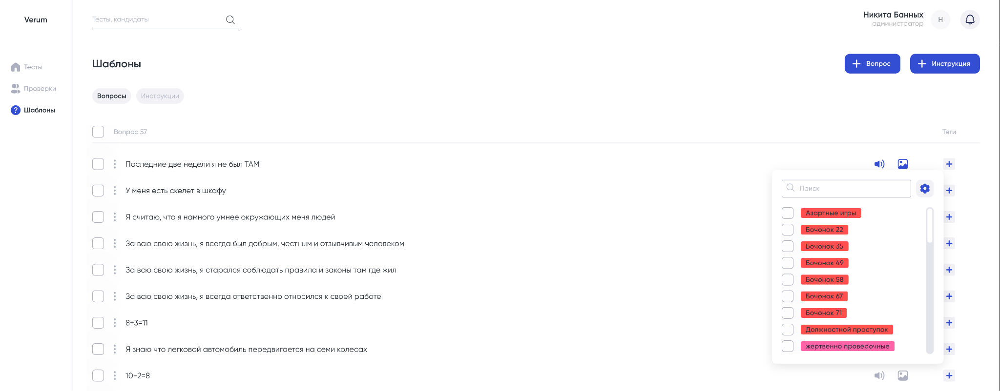 Verum
Тесты, кандидаты
Никита Банных
администратор
Н
Тесты
Проверки
? Шаблоны
Шаблоны
Вопрос
Инструкция
Вопросы
Инструкции
Вопрос 57
Теги
Последние две недели я не был ТАМ
У меня есть скелет в шкафу
Я считаю, что я намного умнее окружающих меня людей
За всю свою жизнь, я всегда был добрым, честным и отзывчивым человеком
За всю свою жизнь, я старался соблюдать правила и законы там где жил
За всю свою жизнь, я всегда ответственно относился к своей работе
8+3=11
Я знаю что легковой автомобиль передвигается на семи колесах
10-2=8
Поиск
Азартные игры
Бочонок 22
Бочонок 35
Бочонок 49
Бочонок 58
Бочонок 67
Бочонок 71
Должностной проступок
жертвенно проверочные